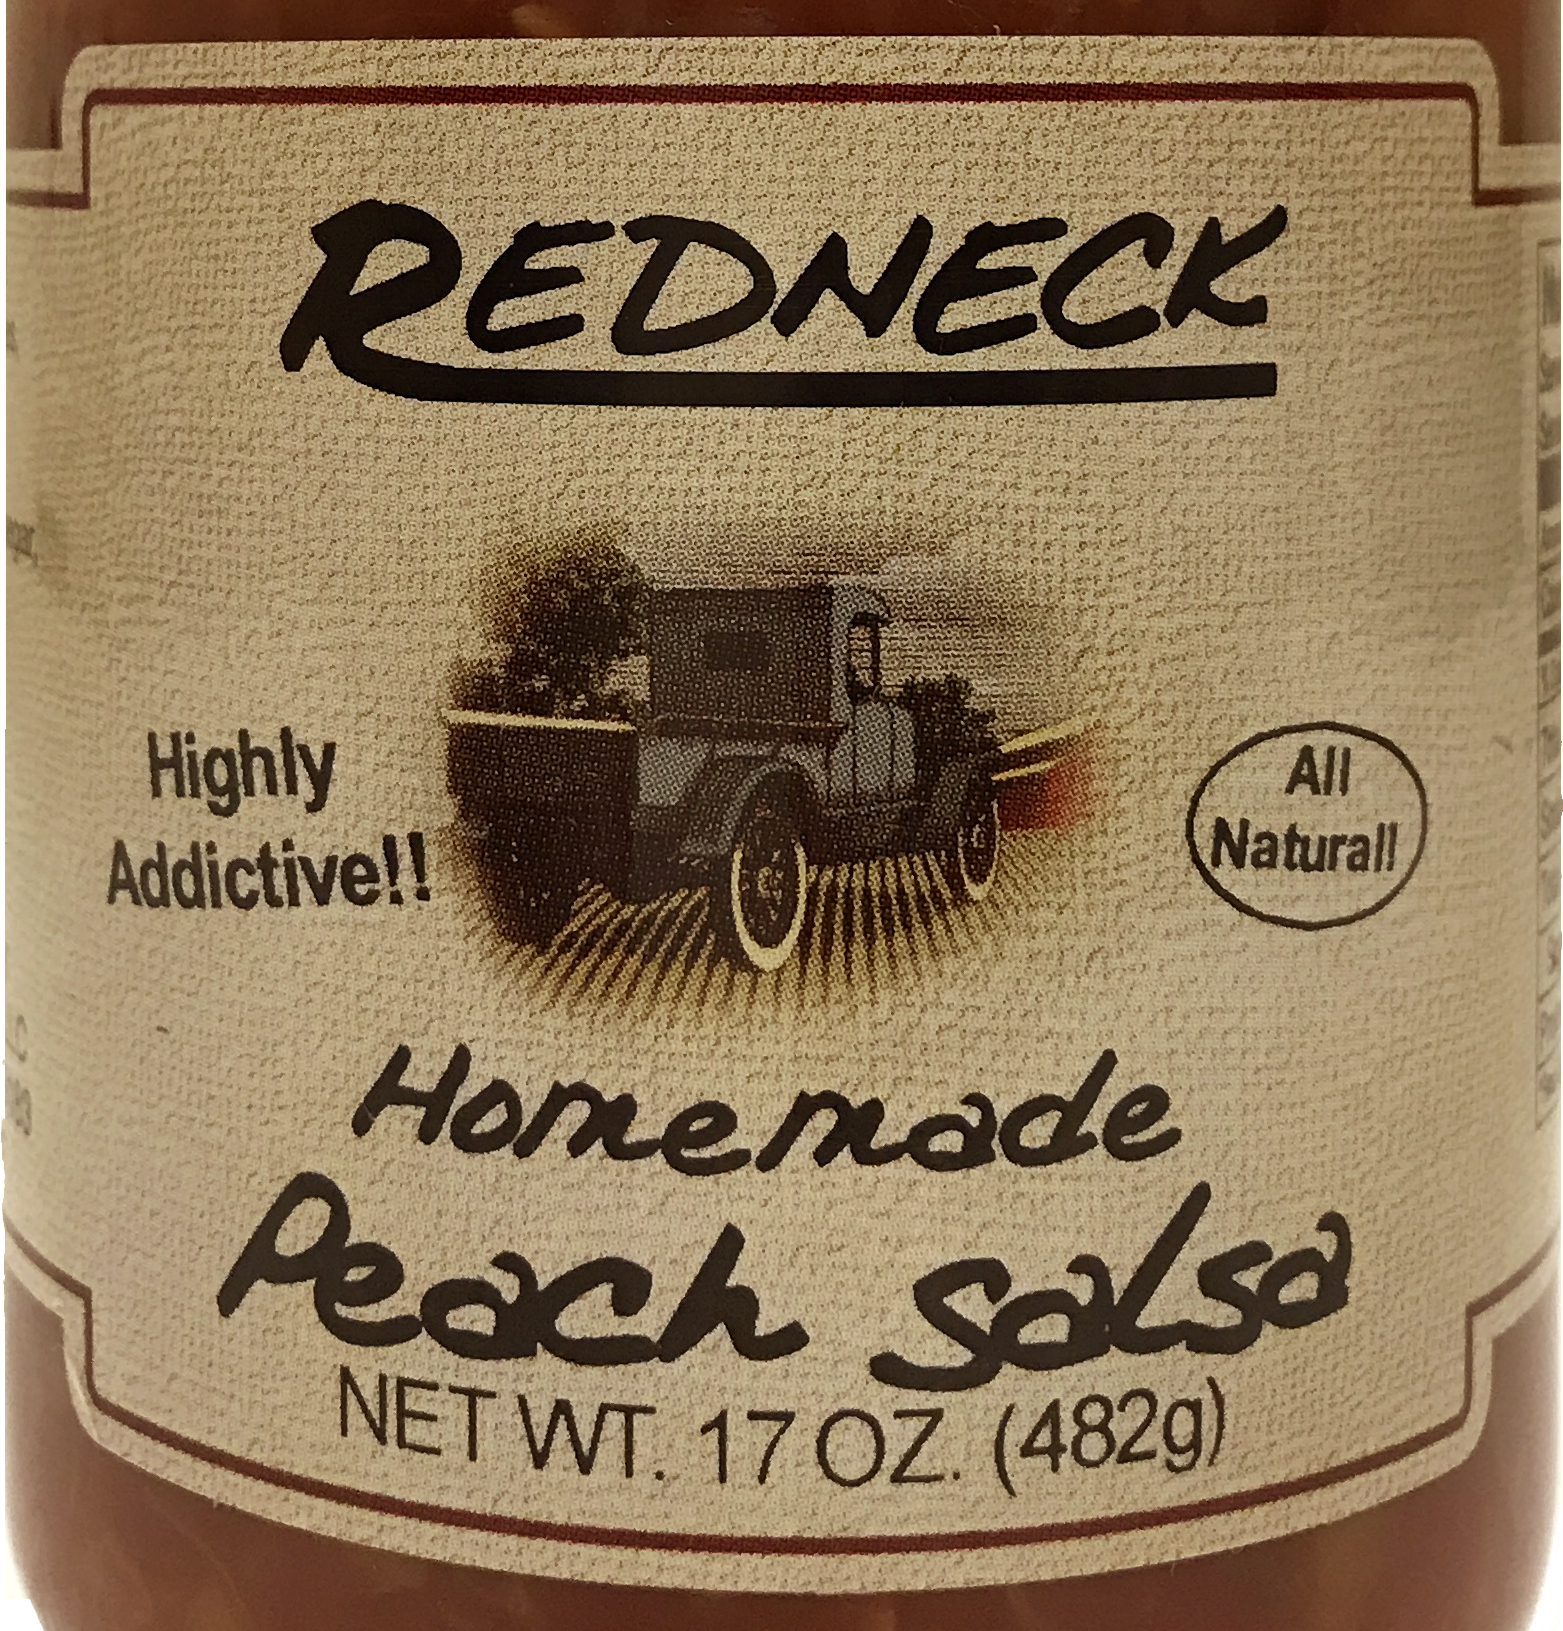 REDNECK
Highly
Addictive!!
All
Natural!
Homemade
Peach Salsa
NET WT. 17 OZ. (482g)